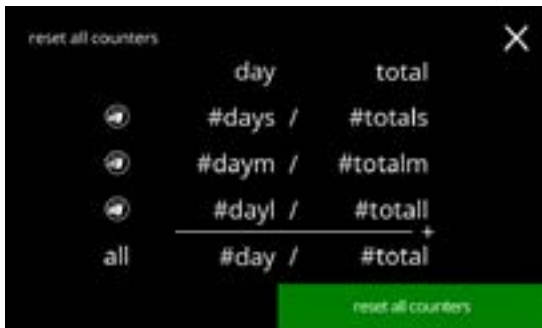 reset all counters
day total
#days / #totals
#daym / #totalm
#dayl / #totall
+
all #day / #total
reset all counters